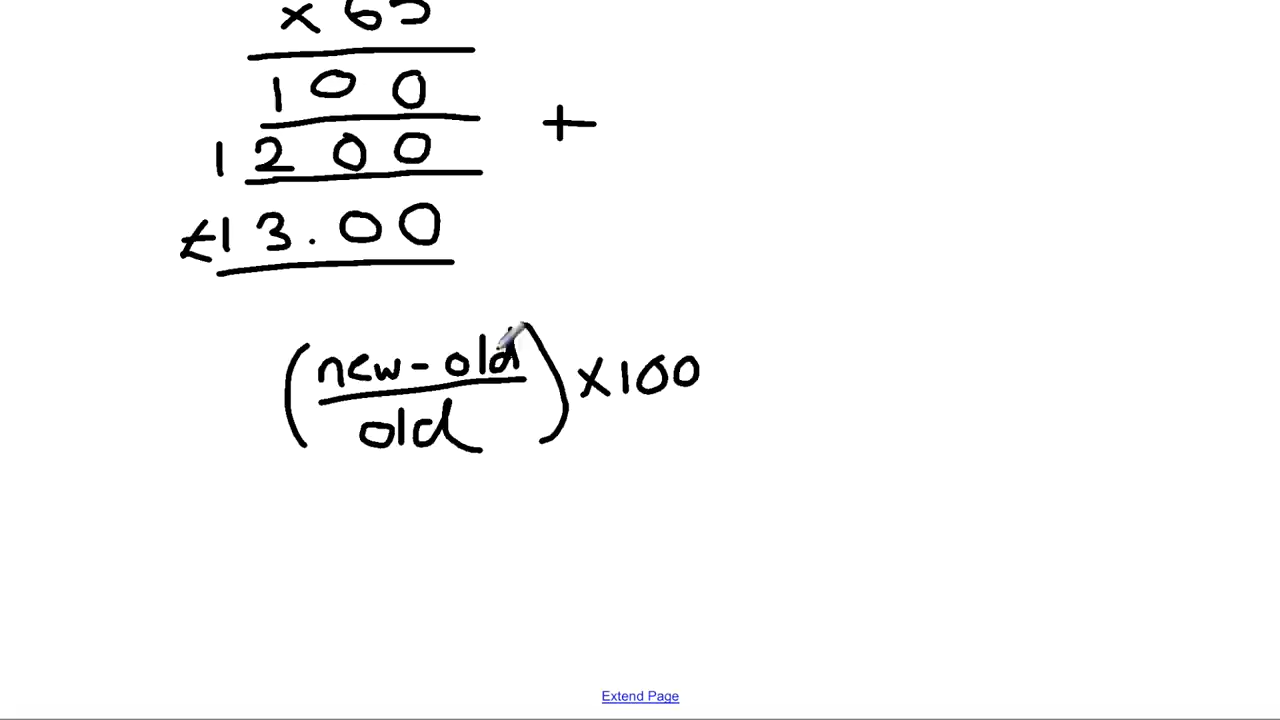 × 65
100
+
1200
£13.00
(new - old / old) × 100
Extend Page